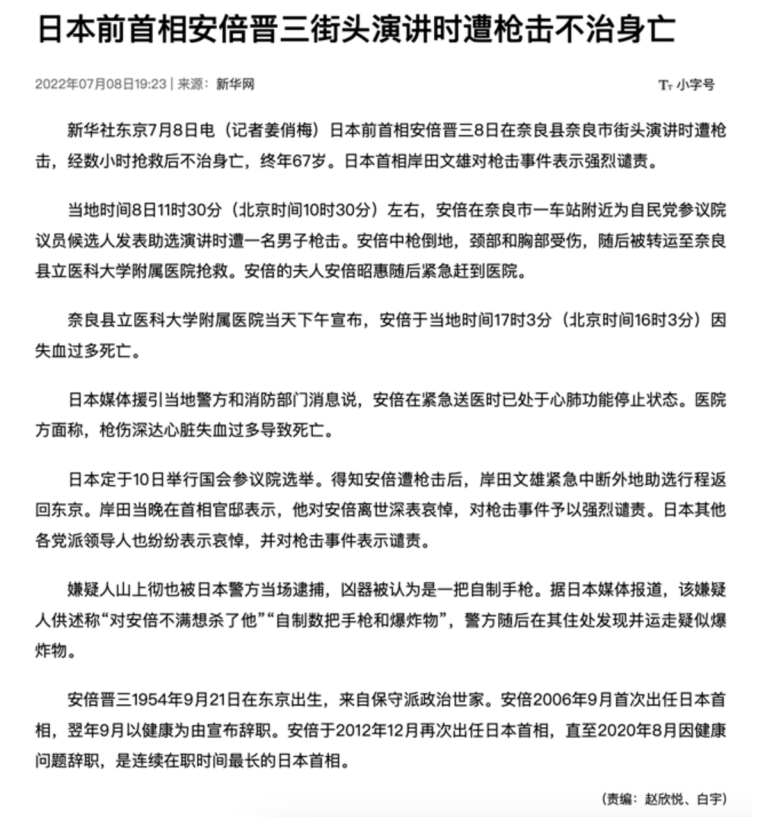 日本前首相安倍晋三街头演讲时遭枪击不治身亡
2022年07月08日19:23 | 来源：新华网
TT 小字号
新华社东京7月8日电（记者姜俏梅）日本前首相安倍晋三8日在奈良县奈良市街头演讲时遭枪
击，经数小时抢救后不治身亡，终年67岁。日本首相岸田文雄对枪击事件表示强烈谴责。
当地时间8日11时30分（北京时间10时30分）左右，安倍在奈良市一车站附近为自民党参议院
议员候选人发表助选演讲时遭一名男子枪击。安倍中枪倒地，颈部和胸部受伤，随后被转运至奈良
县立医科大学附属医院抢救。安倍的夫人安倍昭惠随后紧急赶到医院。
奈良县立医科大学附属医院当天下午宣布，安倍于当地时间17时3分（北京时间16时3分）因
失血过多死亡。
日本媒体援引当地警方和消防部门消息说，安倍在紧急送医时已处于心肺功能停止状态。医院
方面称，枪伤深达心脏失血过多导致死亡。
日本定于10日举行国会参议院选举。得知安倍遭枪击后，岸田文雄紧急中断外地助选行程返
回东京。岸田当晚在首相官邸表示，他对安倍离世深表哀悼，对枪击事件予以强烈谴责。日本其他
各党派领导人也纷纷表示哀悼，并对枪击事件表示谴责。
嫌疑人山上彻也被日本警方当场逮捕，凶器被认为是一把自制手枪。据日本媒体报道，该嫌疑
人供述称“对安倍不满想杀了他”“自制数把手枪和爆炸物”，警方随后在其住处发现并运走疑似爆
炸物。
安倍晋三1954年9月21日在东京出生，来自保守派政治世家。安倍2006年9月首次出任日本首
相，翌年9月以健康为由宣布辞职。安倍于2012年12月再次出任日本首相，直至2020年8月因健康
问题辞职，是连续在职时间最长的日本首相。
（责编：赵欣悦、白宇）